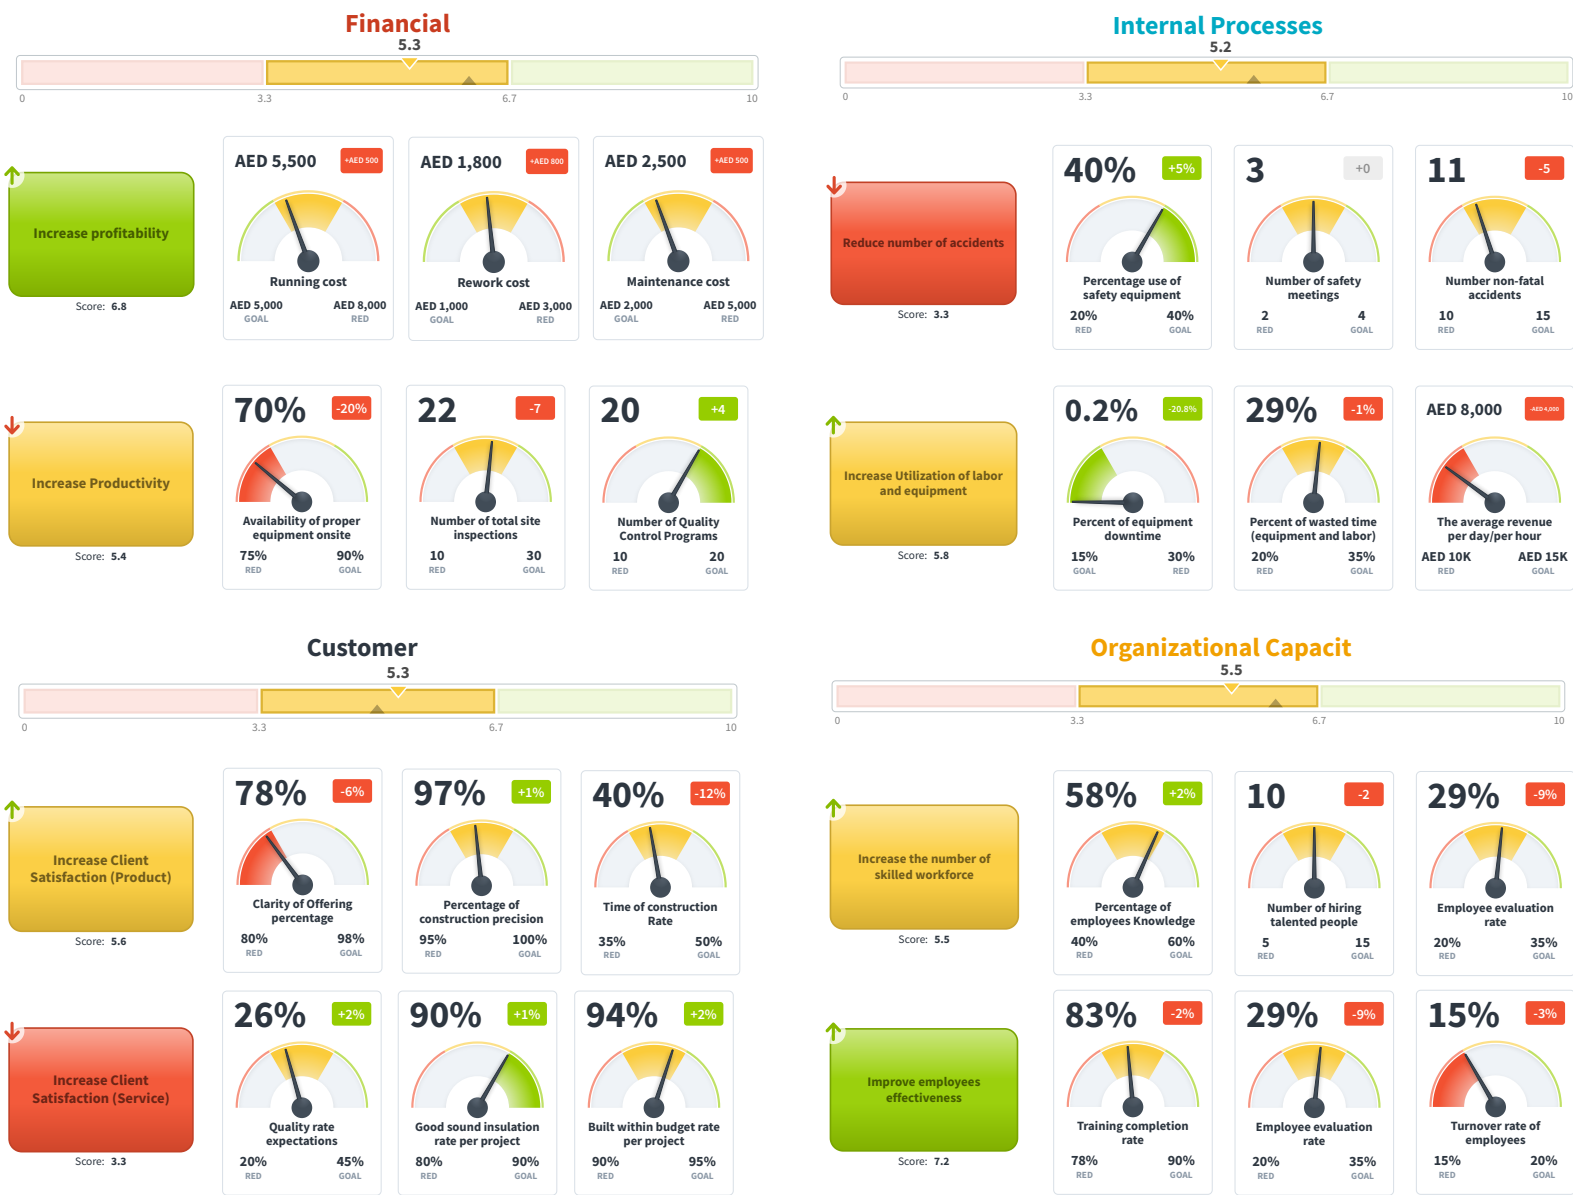 Financial
5.3
0 3.3 6.7 10
Increase profitability
Score: 6.8
AED 5,500 +AED 500
Running cost
AED 5,000 AED 8,000
GOAL RED
AED 1,800 +AED 800
Rework cost
AED 1,000 AED 3,000
GOAL RED
AED 2,500 +AED 500
Maintenance cost
AED 2,000 AED 5,000
GOAL RED
Increase Productivity
Score: 5.4
70% -20%
Availability of proper
equipment onsite
75% 90%
RED GOAL
22 -7
Number of total site
inspections
10 30
RED GOAL
20 +4
Number of Quality
Control Programs
10 20
RED GOAL
Internal Processes
5.2
0 3.3 6.7 10
Reduce number of accidents
Score: 3.3
40% +5%
Percentage use of
safety equipment
20% 40%
RED GOAL
3 +0
Number of safety
meetings
2 4
RED GOAL
11 -5
Number non-fatal
accidents
10 15
RED GOAL
Increase Utilization of labor
and equipment
Score: 5.8
0.2% -20.8%
Percent of equipment
downtime
15% 30%
GOAL RED
29% -1%
Percent of wasted time
(equipment and labor)
20% 35%
RED GOAL
AED 8,000 -AED 4,000
The average revenue
per day/per hour
AED 10K AED 15K
RED GOAL
Customer
5.3
0 3.3 6.7 10
Increase Client
Satisfaction (Product)
Score: 5.6
78% -6%
Clarity of Offering
percentage
80% 98%
RED GOAL
97% +1%
Percentage of
construction precision
95% 100%
RED GOAL
40% -12%
Time of construction
Rate
35% 50%
RED GOAL
Increase Client
Satisfaction (Service)
Score: 3.3
26% +2%
Quality rate
expectations
20% 45%
RED GOAL
90% +1%
Good sound insulation
rate per project
80% 90%
RED GOAL
94% +2%
Built within budget rate
per project
90% 95%
RED GOAL
Organizational Capacit
5.5
0 3.3 6.7 10
Increase the number of
skilled workforce
Score: 5.5
58% +2%
Percentage of
employees Knowledge
40% 60%
RED GOAL
10 -2
Number of hiring
talented people
5 15
RED GOAL
29% -9%
Employee evaluation
rate
20% 35%
RED GOAL
Improve employees
effectiveness
Score: 7.2
83% -2%
Training completion
rate
78% 90%
RED GOAL
29% -9%
Employee evaluation
rate
20% 35%
RED GOAL
15% -3%
Turnover rate of
employees
15% 20%
RED GOAL